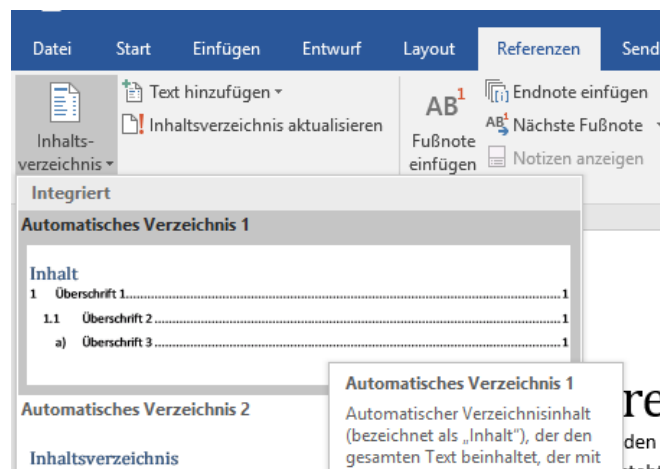 Datei Start Einfügen Entwurf Layout Referenzen Send
Text hinzufügen
Inhaltsverzeichnis aktualisieren
Inhalts-
verzeichnis
AB1
Fußnote
einfügen
[i] Endnote einfügen
AB1 Nächste Fußnote
Notizen anzeigen
Integriert
Automatisches Verzeichnis 1
Inhalt
1 Überschrift 1...1
1.1 Überschrift 2...1
a) Überschrift 3...1
Automatisches Verzeichnis 2
Inhaltsverzeichnis
Automatisches Verzeichnis 1
Automatischer Verzeichnisinhalt
(bezeichnet als „Inhalt"), der den
gesamten Text beinhaltet, der mit
re
den